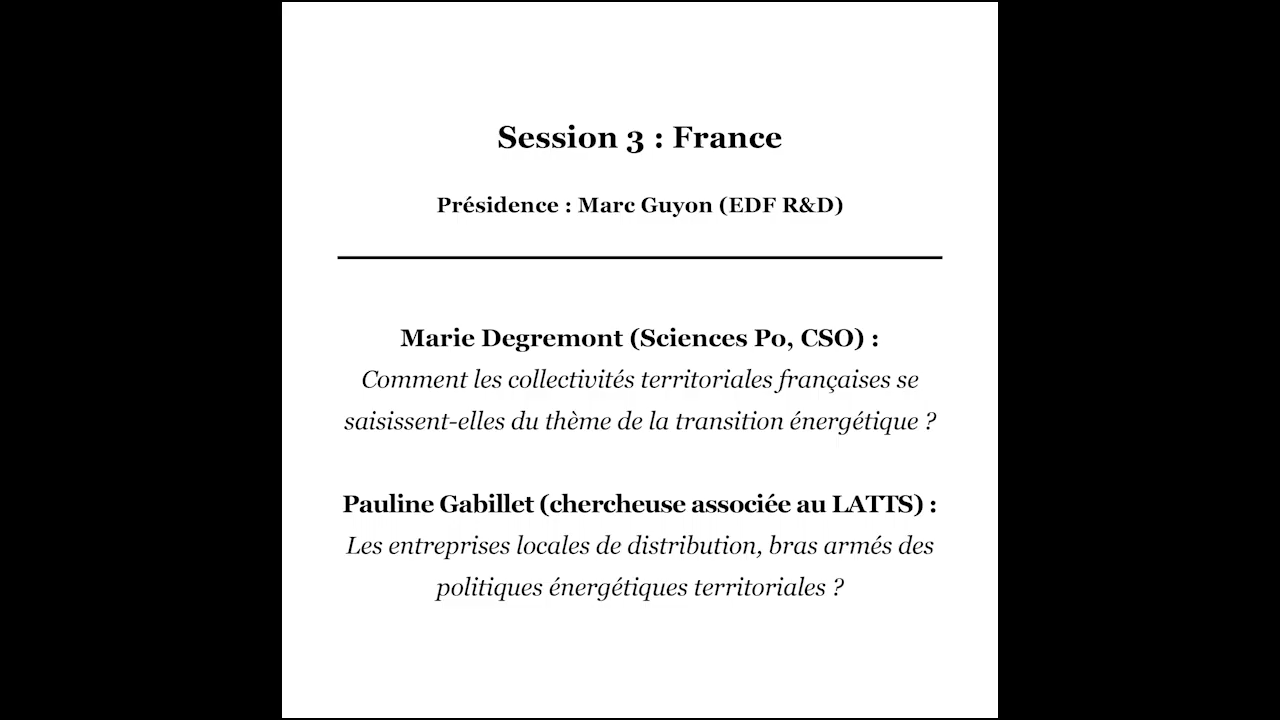 Session 3 : France
Présidence : Marc Guyon (EDF R&D)
Marie Degremont (Sciences Po, CSO) :
Comment les collectivités territoriales françaises se
saisissent-elles du thème de la transition énergétique ?
Pauline Gabillet (chercheuse associée au LATTS) :
Les entreprises locales de distribution, bras armés des
politiques énergétiques territoriales ?